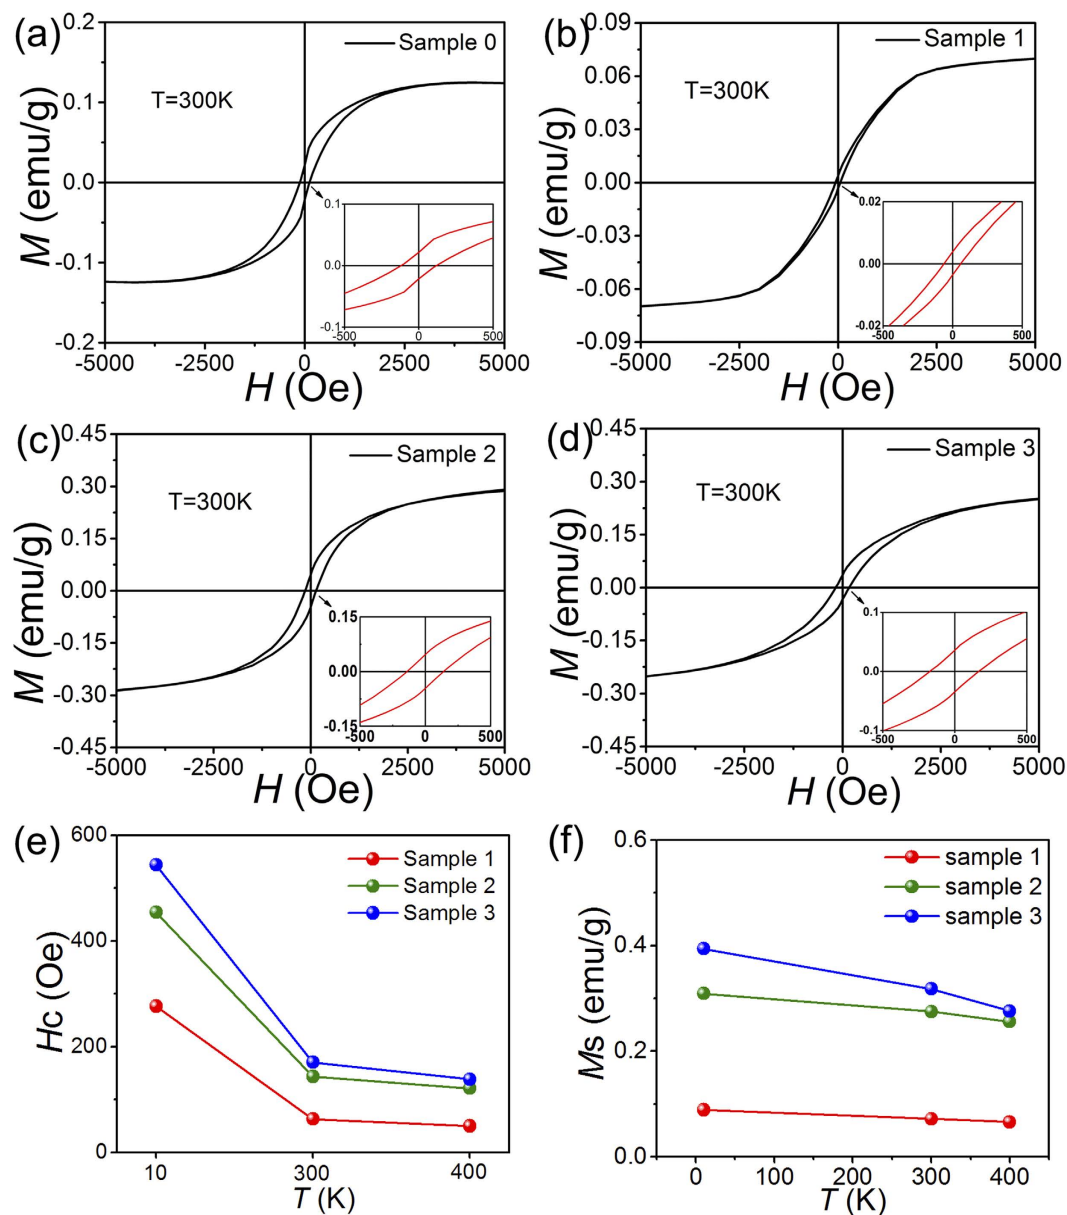 (a)
Sample 0
T=300K
M (emu/g)
0.2
0.1
0.0
-0.1
-0.2
-5000 -2500 0 2500 5000
H (Oe)
0.1
0.0
-0.1
-500 0 500
(b)
Sample 1
T=300K
M (emu/g)
0.09
0.06
0.03
0.00
-0.03
-0.06
-0.09
-5000 -2500 0 2500 5000
H (Oe)
0.02
0.00
-0.02
-500 0 500
(c)
Sample 2
T=300K
M (emu/g)
0.45
0.30
0.15
0.00
-0.15
-0.30
-0.45
-5000 -2500 0 2500 5000
H (Oe)
0.15
0.00
-0.15
-500 0 500
(d)
Sample 3
T=300K
M (emu/g)
0.45
0.30
0.15
0.00
-0.15
-0.30
-0.45
-5000 -2500 0 2500 5000
H (Oe)
0.1
0.0
-0.1
-500 0 500
(e)
Sample 1
Sample 2
Sample 3
Hc (Oe)
600
400
200
0
10 300 400
T (K)
(f)
sample 1
sample 2
sample 3
Ms (emu/g)
0.6
0.4
0.2
0.0
0 100 200 300 400
T (K)